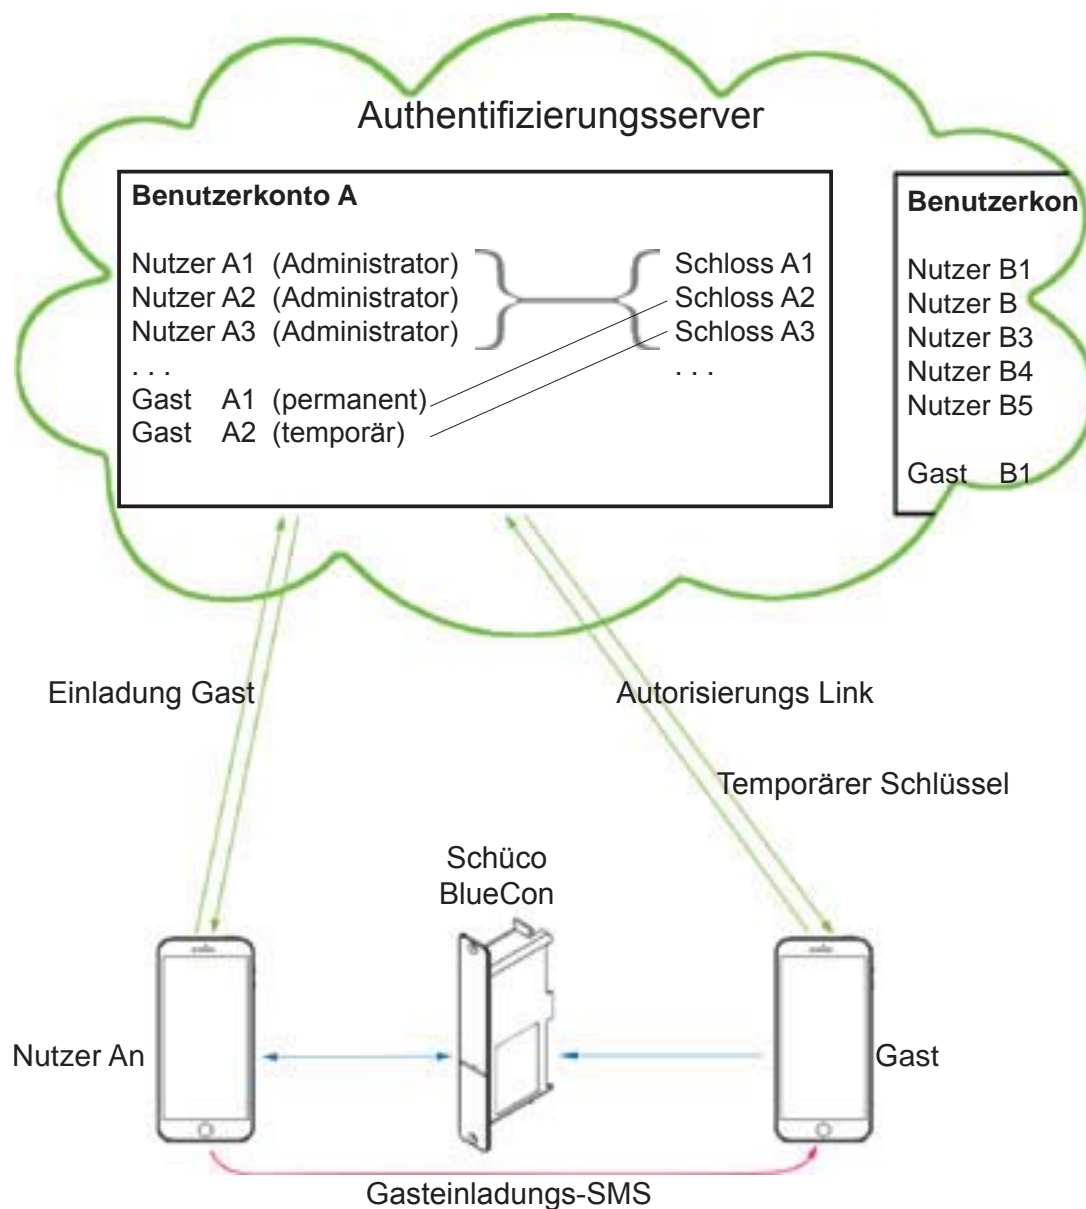 Authentifizierungsserver
Benutzerkonto A
Nutzer A1 (Administrator)
Nutzer A2 (Administrator)
Nutzer A3 (Administrator)
. . .
Gast A1 (permanent)
Gast A2 (temporär)
Schloss A1
Schloss A2
Schloss A3
. . .
Benutzerkon
Nutzer B1
Nutzer B
Nutzer B3
Nutzer B4
Nutzer B5
Gast B1
Einladung Gast
Autorisierungs Link
Temporärer Schlüssel
Schüco
BlueCon
Nutzer An
Gast
Gasteinladungs-SMS